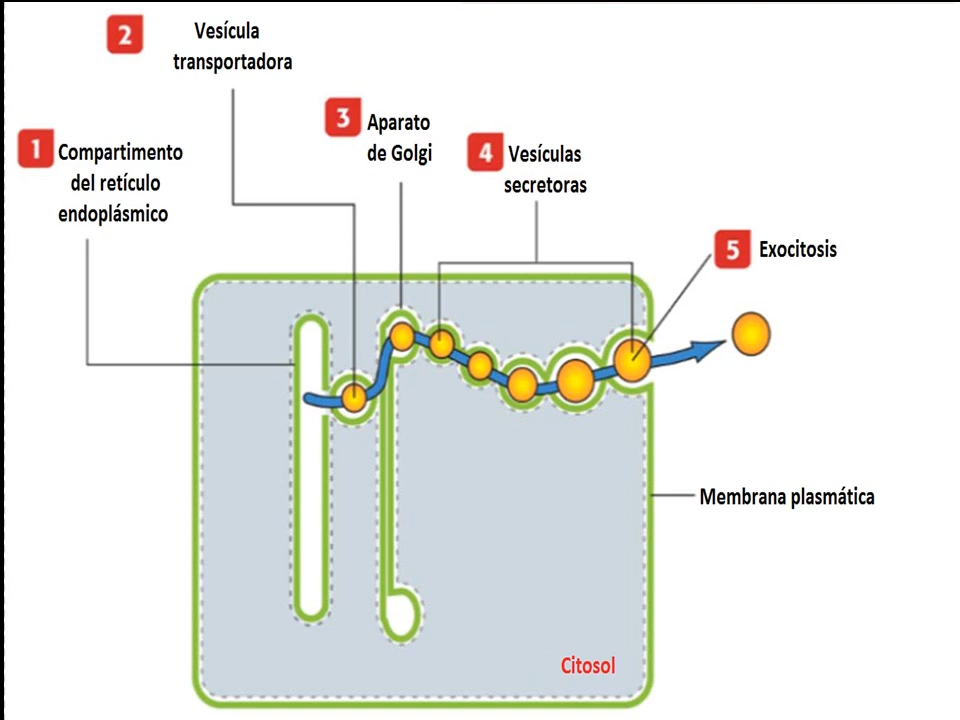 2
Vesícula
transportadora
3
Aparato
de Golgi
1
Compartimento
del retículo
endoplásmico
4
Vesículas
secretoras
5
Exocitosis
Membrana plasmática
Citosol